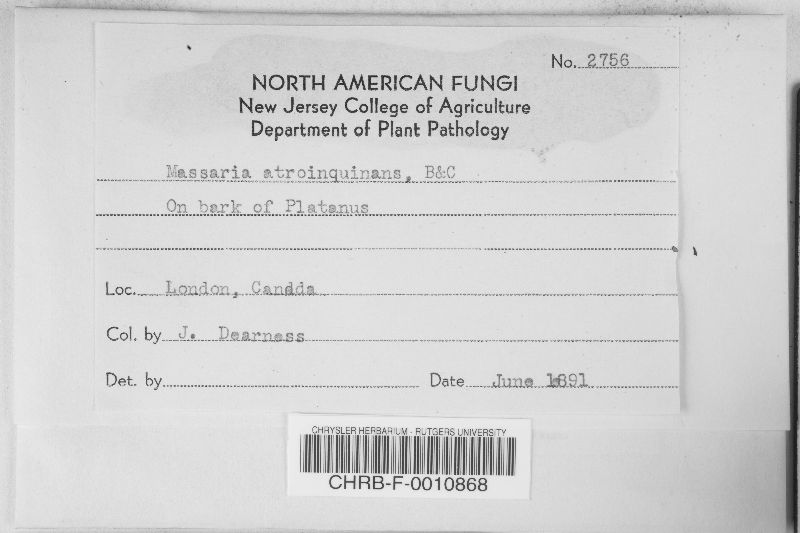 No. 2756
NORTH AMERICAN FUNGI
New Jersey College of Agriculture
Department of Plant Pathology
Massaria atroinquinans, B&C
On bark of Platanus
Loc. London, Candda
Col. by J. Dearness
Det. by
Date June 1891
CHRYSLER HERBARIUM - RUTGERS UNIVERSITY
CHRB-F-0010868